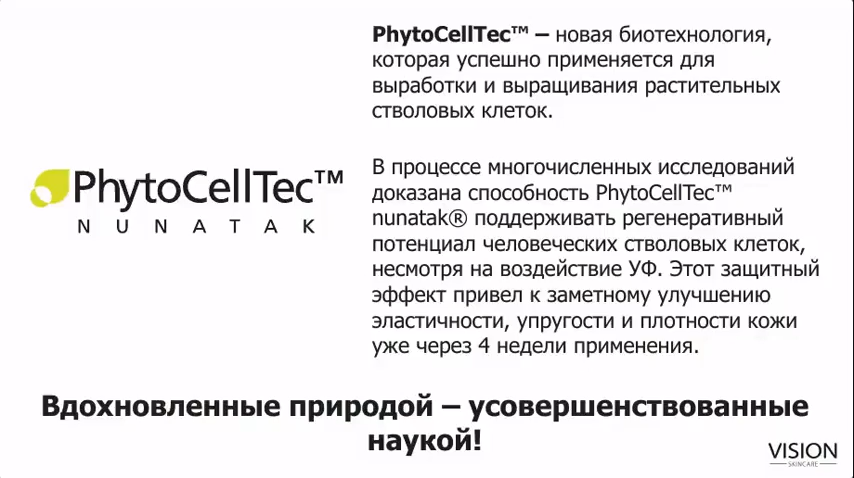 PhytoCellTec™ – новая биотехнология,
которая успешно применяется для
выработки и выращивания растительных
стволовых клеток.
PhytoCellTec™
NUNATAK
В процессе многочисленных исследований
доказана способность PhytoCellTec™
nunatak® поддерживать регенеративный
потенциал человеческих стволовых клеток,
несмотря на воздействие УФ. Этот защитный
эффект привел к заметному улучшению
эластичности, упругости и плотности кожи
уже через 4 недели применения.
Вдохновленные природой – усовершенствованные
наукой!
VISION
SKINCARE